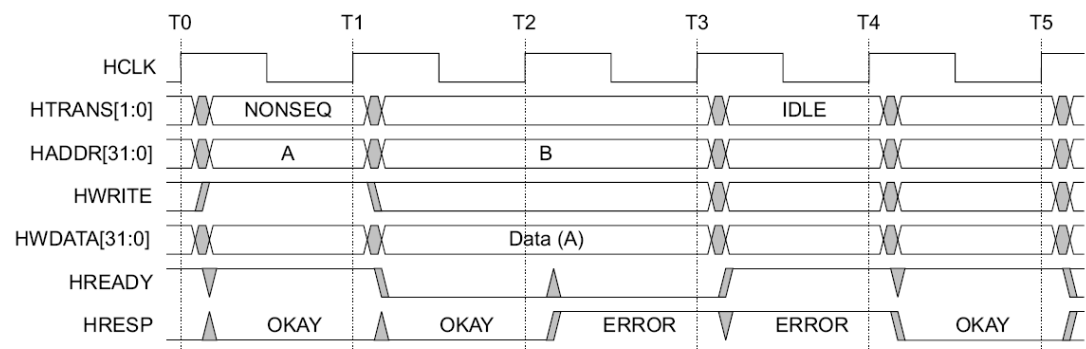 T0 T1 T2 T3 T4 T5
HCLK
HTRANS[1:0] NONSEQ IDLE
HADDR[31:0] A B
HWRITE
HWDATA[31:0] Data (A)
HREADY
HRESP OKAY OKAY ERROR ERROR OKAY